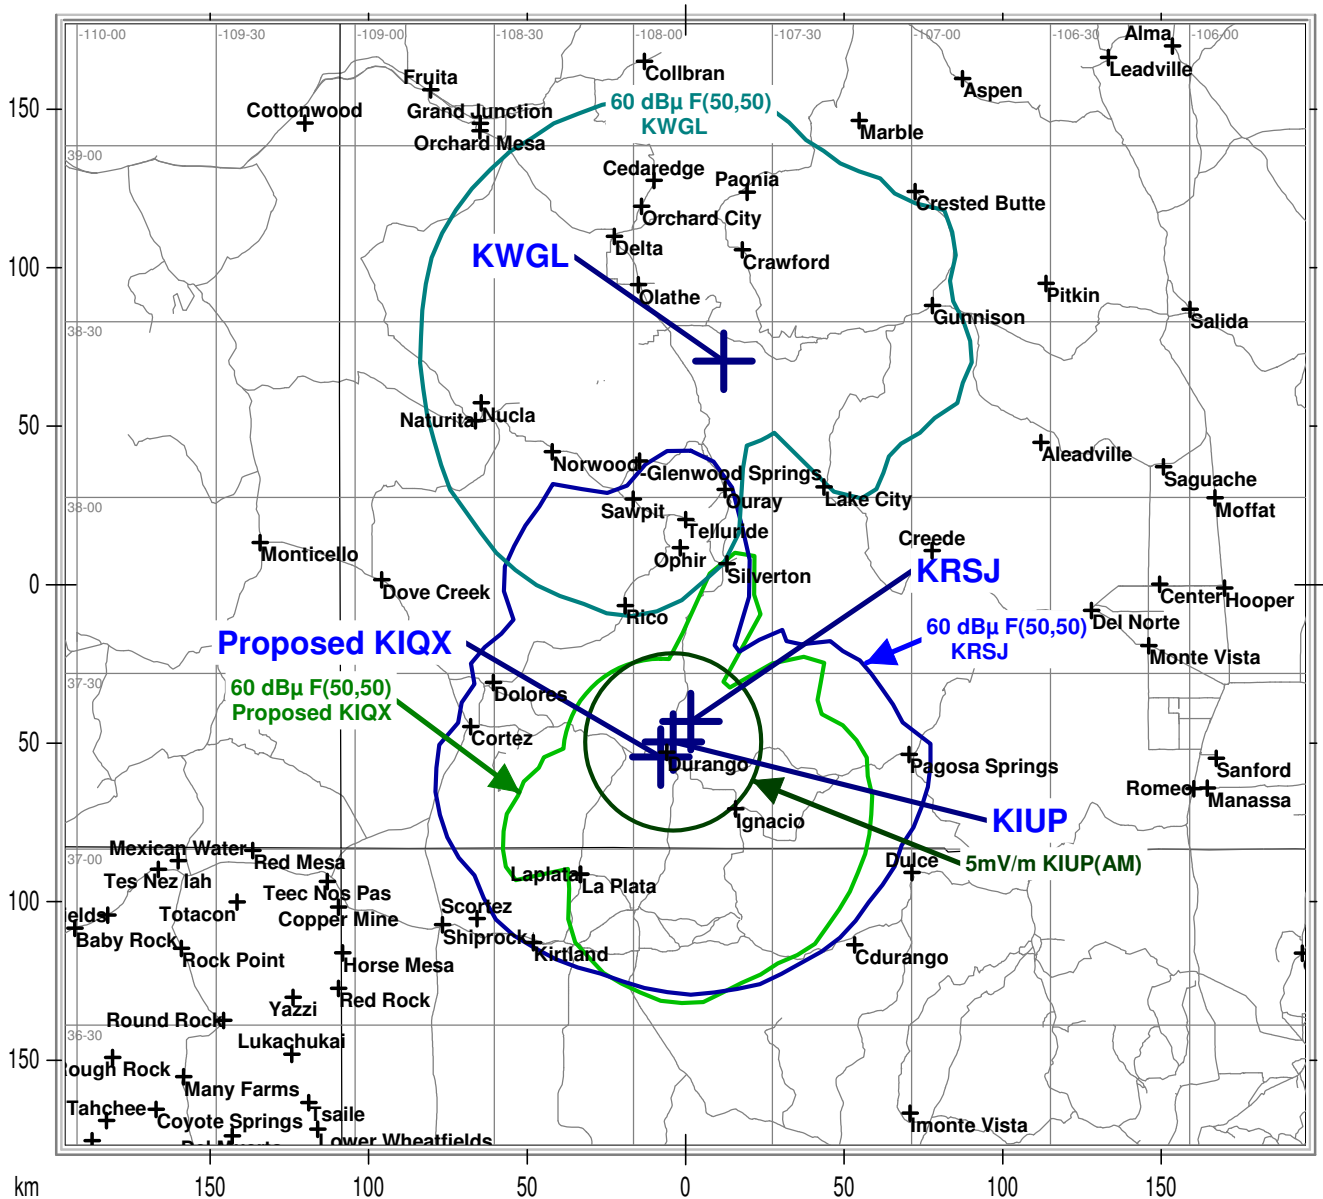 -110-00
-109-30
-109-00
-108-30
-108-00
-107-30
-107-00
-106-30
-106-00
Alma
Leadville
Collbran
Fruita
Aspen
Cottonwood
Grand Junction
Orchard Mesa
60 dBµ F(50,50)
KWGL
Marble
150
39-00
Cedaredge
Paonia
Orchard City
Crested Butte
Delta
Crawford
KWGL
100
Olathe
Pitkin
Gunnison
Salida
38-30
Naturita
Nucla
50
Norwood
Glenwood Springs
Aleadville
Saguache
Sawpit
Ouray
Lake City
Moffat
38-00
Telluride
Creede
Monticello
Ophir
Silverton
KRSJ
0
Dove Creek
Rico
Center
Hooper
Del Norte
60 dBµ F(50,50)
KRSJ
Proposed KIQX
Monte Vista
37-30
60 dBµ F(50,50)
Proposed KIQX
Dolores
Cortez
50
Durango
Pagosa Springs
Sanford
Romeo
Manassa
Ignacio
KIUP
5mV/m KIUP(AM)
Mexican Water
Red Mesa
37-00
Dulce
Tes Nez Iah
Teec Nos Pas
Laplata
La Plata
100
Totacon
Copper Mine
Scortez
ields
Baby Rock
Shiprock
Kirtland
Cdurango
Rock Point
Horse Mesa
Yazzi
Red Rock
Round Rock
36-30
Lukachukai
150
ough Rock
Many Farms
Tahchee
Coyote Springs
Tsaile
Imonte Vista
Lower Wheatfields
km
150
100
50
0
50
100
150